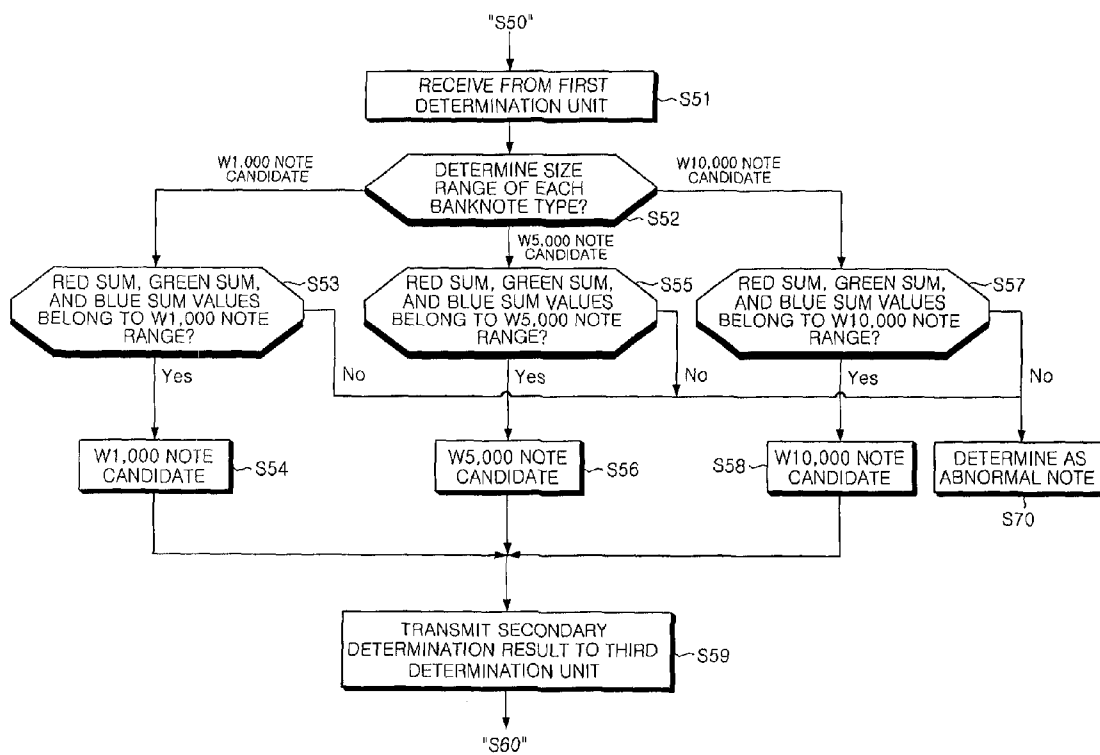 "S50"
RECEIVE FROM FIRST
DETERMINATION UNIT
S51
W1,000 NOTE
CANDIDATE
DETERMINE SIZE
RANGE OF EACH
BANKNOTE TYPE?
W10,000 NOTE
CANDIDATE
S52
W5,000 NOTE
CANDIDATE
RED SUM, GREEN SUM,
AND BLUE SUM VALUES
BELONG TO W1,000 NOTE
RANGE?
S53
RED SUM, GREEN SUM,
AND BLUE SUM VALUES
BELONG TO W5,000 NOTE
RANGE?
S55
RED SUM, GREEN SUM,
AND BLUE SUM VALUES
BELONG TO W10,000 NOTE
RANGE?
S57
Yes
No
Yes
No
Yes
No
W1,000 NOTE
CANDIDATE
S54
W5,000 NOTE
CANDIDATE
S56
S58
W10,000 NOTE
CANDIDATE
DETERMINE AS
ABNORMAL NOTE
S70
TRANSMIT SECONDARY
DETERMINATION RESULT TO THIRD
DETERMINATION UNIT
S59
"S60"